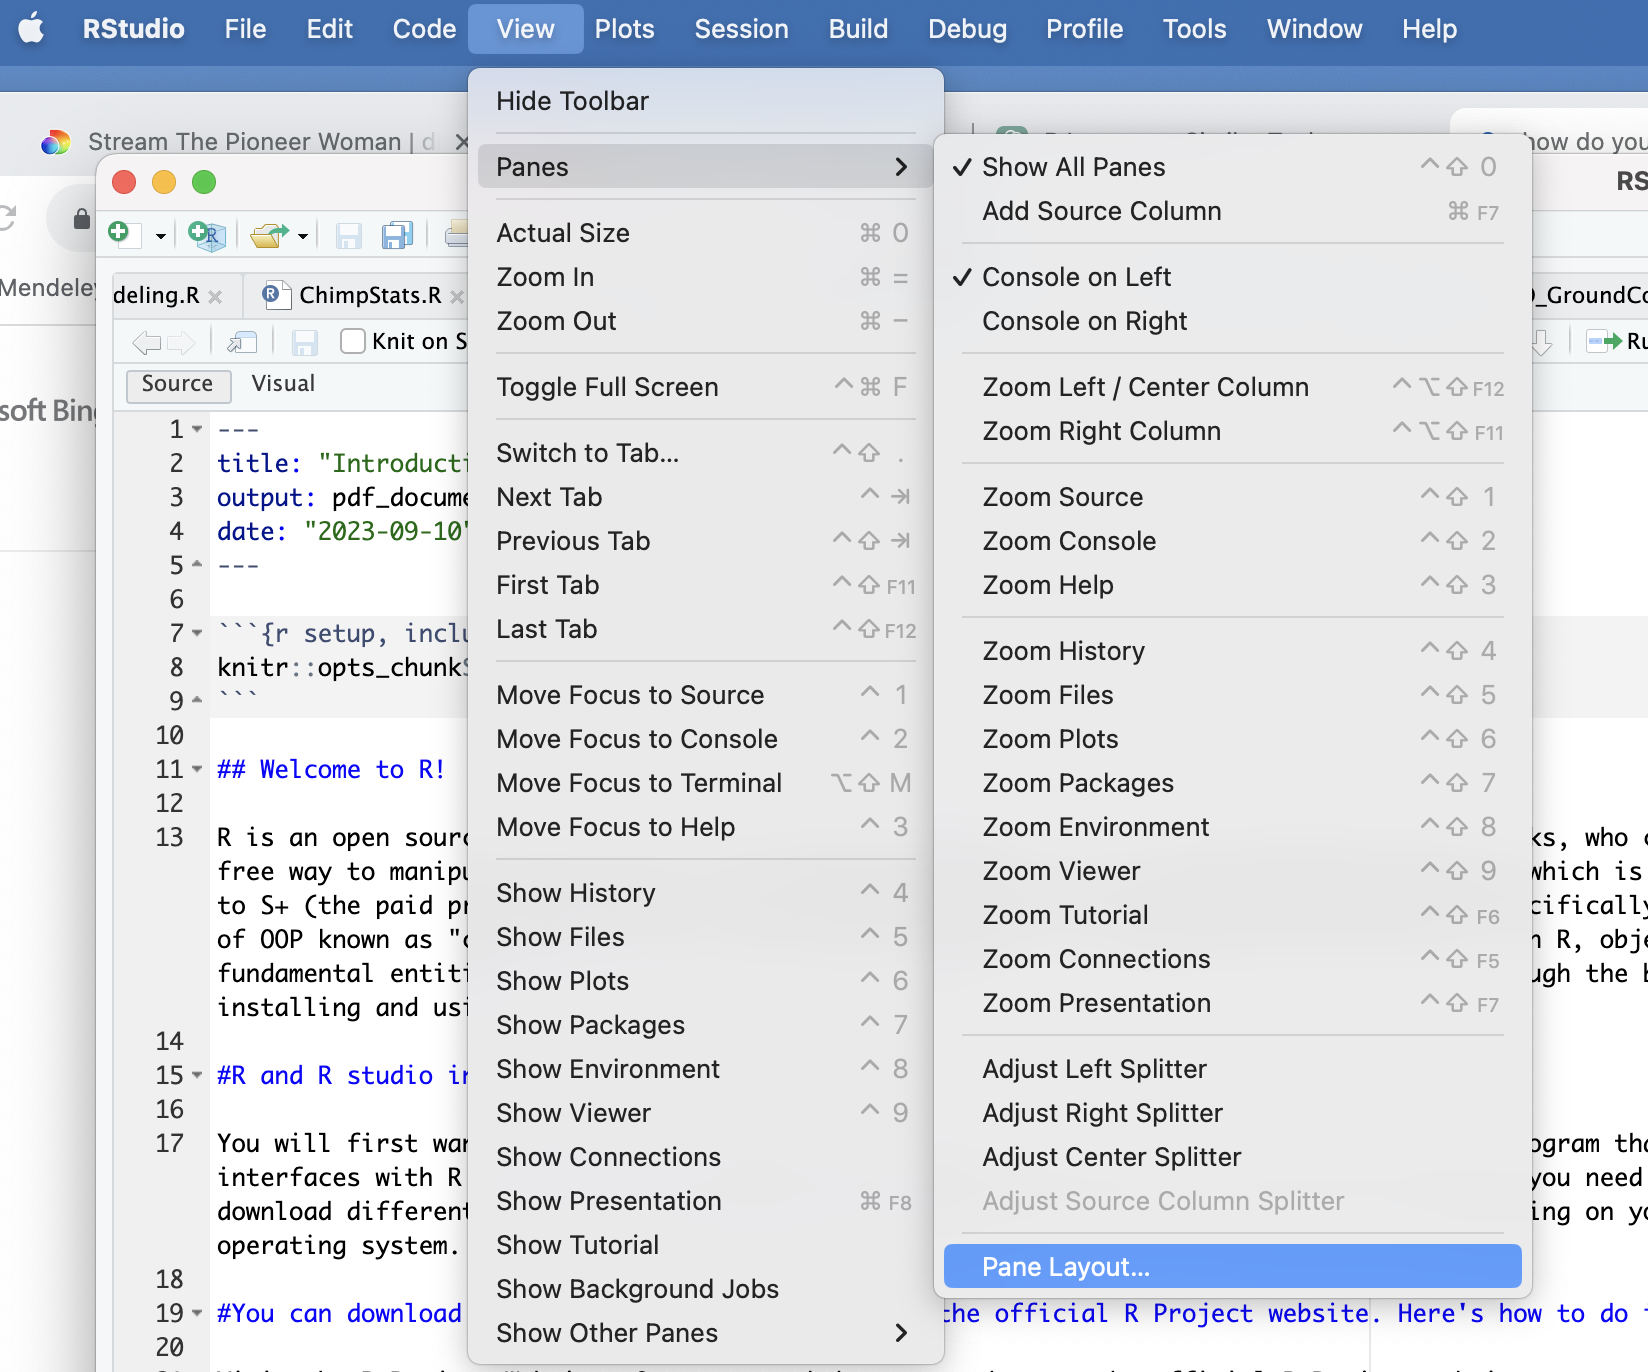 RStudio File Edit Code View Plots Session Build Debug Profile Tools Window Help
Stream The Pioneer Woman | d
how do you
RS
Mendeley
soft Bing
deling.R
ChimpStats.R
_GroundCo
Knit on S
Ru
Source Visual
1 ---
2 title: "Introducti
3 output: pdf_docume
4 date: "2023-09-10"
5 ---
6
7 ```{r setup, inclu
8 knitr::opts_chunk$
9 ```
10
11 ## Welcome to R!
12
13 R is an open sourc ks, who c
free way to manipu which is
to S+ (the paid pr cifically
of OOP known as "o n R, obje
fundamental entiti ugh the b
installing and usi
14
15 #R and R studio in
16
17 You will first wan ogram tha
interfaces with R you need
download different ing on yo
operating system.
18
19 #You can download the official R Project website. Here's how to do
20
Hide Toolbar
Panes
Actual Size ⌘ 0
Zoom In ⌘ =
Zoom Out ⌘ −
Toggle Full Screen ^⌘ F
Switch to Tab... ^⇧ .
Next Tab ^ ⇥
Previous Tab ^⇧ ⇥
First Tab ^⇧ F11
Last Tab ^⇧ F12
Move Focus to Source ^ 1
Move Focus to Console ^ 2
Move Focus to Terminal ⌥⇧ M
Move Focus to Help ^ 3
Show History ^ 4
Show Files ^ 5
Show Plots ^ 6
Show Packages ^ 7
Show Environment ^ 8
Show Viewer ^ 9
Show Connections
Show Presentation ⌘ F8
Show Tutorial
Show Background Jobs
Show Other Panes
✓ Show All Panes ^⇧ 0
Add Source Column ⌘ F7
✓ Console on Left
Console on Right
Zoom Left / Center Column ^⌥⇧ F12
Zoom Right Column ^⌥⇧ F11
Zoom Source ^⇧ 1
Zoom Console ^⇧ 2
Zoom Help ^⇧ 3
Zoom History ^⇧ 4
Zoom Files ^⇧ 5
Zoom Plots ^⇧ 6
Zoom Packages ^⇧ 7
Zoom Environment ^⇧ 8
Zoom Viewer ^⇧ 9
Zoom Tutorial ^⇧ F6
Zoom Connections ^⇧ F5
Zoom Presentation ^⇧ F7
Adjust Left Splitter
Adjust Right Splitter
Adjust Center Splitter
Adjust Source Column Splitter
Pane Layout...